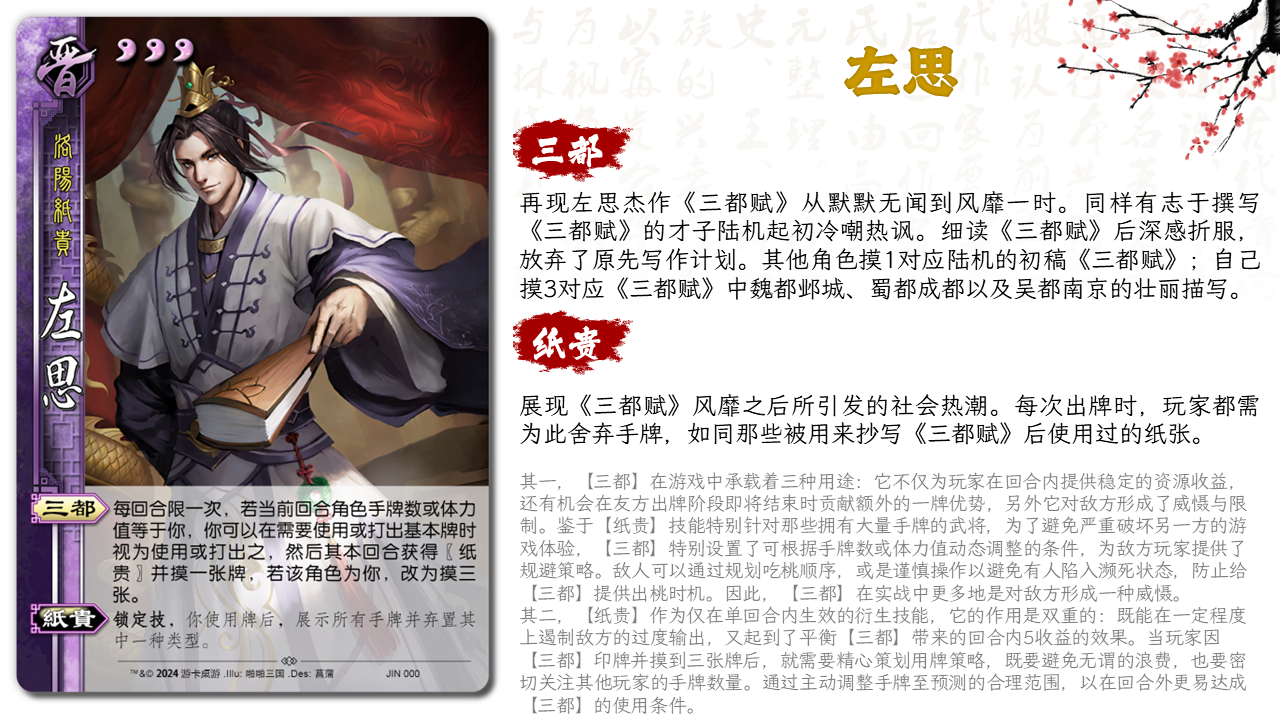 晋
洛陽紙貴
左思
三都
每回合限一次，若当前回合角色手牌数或体力
值等于你，你可以在需要使用或打出基本牌时
视为使用或打出之，然后其本回合获得〖纸
贵〗并摸一张牌，若该角色为你，改为摸三
张。
紙貴
锁定技，你使用牌后，展示所有手牌并弃置其
中一种类型。
™&© 2024 游卡桌游 .Illu: 啪啪三国 .Des: 菖蒲 JIN 000
左思
三都
再现左思杰作《三都赋》从默默无闻到风靡一时。同样有志于撰写
《三都赋》的才子陆机起初冷嘲热讽。细读《三都赋》后深感折服，
放弃了原先写作计划。其他角色摸1对应陆机的初稿《三都赋》；自己
摸3对应《三都赋》中魏都邺城、蜀都成都以及吴都南京的壮丽描写。
纸贵
展现《三都赋》风靡之后所引发的社会热潮。每次出牌时，玩家都需
为此舍弃手牌，如同那些被用来抄写《三都赋》后使用过的纸张。
其一，【三都】在游戏中承载着三种用途：它不仅为玩家在回合内提供稳定的资源收益，
还有机会在友方出牌阶段即将结束时贡献额外的一牌优势，另外它对敌方形成了威慑与限
制。鉴于【纸贵】技能特别针对那些拥有大量手牌的武将，为了避免严重破坏另一方的游
戏体验，【三都】特别设置了可根据手牌数或体力值动态调整的条件，为敌方玩家提供了
规避策略。敌人可以通过规划吃桃顺序，或是谨慎操作以避免有人陷入濒死状态，防止给
【三都】提供出桃时机。因此，【三都】在实战中更多地是对敌方形成一种威慑。
其二，【纸贵】作为仅在单回合内生效的衍生技能，它的作用是双重的：既能在一定程度
上遏制敌方的过度输出，又起到了平衡【三都】带来的回合内5收益的效果。当玩家因
【三都】印牌并摸到三张牌后，就需要精心策划用牌策略，既要避免无谓的浪费，也要密
切关注其他玩家的手牌数量。通过主动调整手牌至预测的合理范围，以在回合外更易达成
【三都】的使用条件。